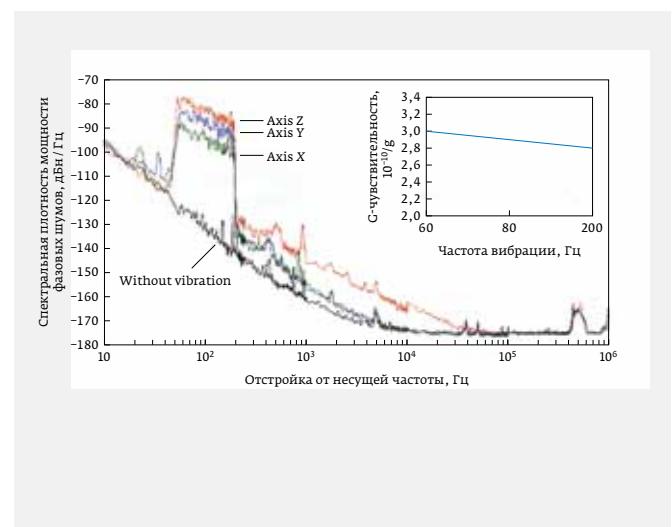 Спектральная плотность мощности
фазовых шумов, дБн / Гц
−70
−80
−90
−100
−110
−120
−130
−140
−150
−160
−170
−180
Axis Z
Axis Y
Axis X
Without vibration
10
10²
10³
10⁴
10⁵
10⁶
Отстройка от несущей частоты, Гц
G-чувствительность,
10⁻¹⁰/g
3,4
3,2
3,0
2,8
2,6
2,4
2,2
2,0
60
80
200
Частота вибрации, Гц